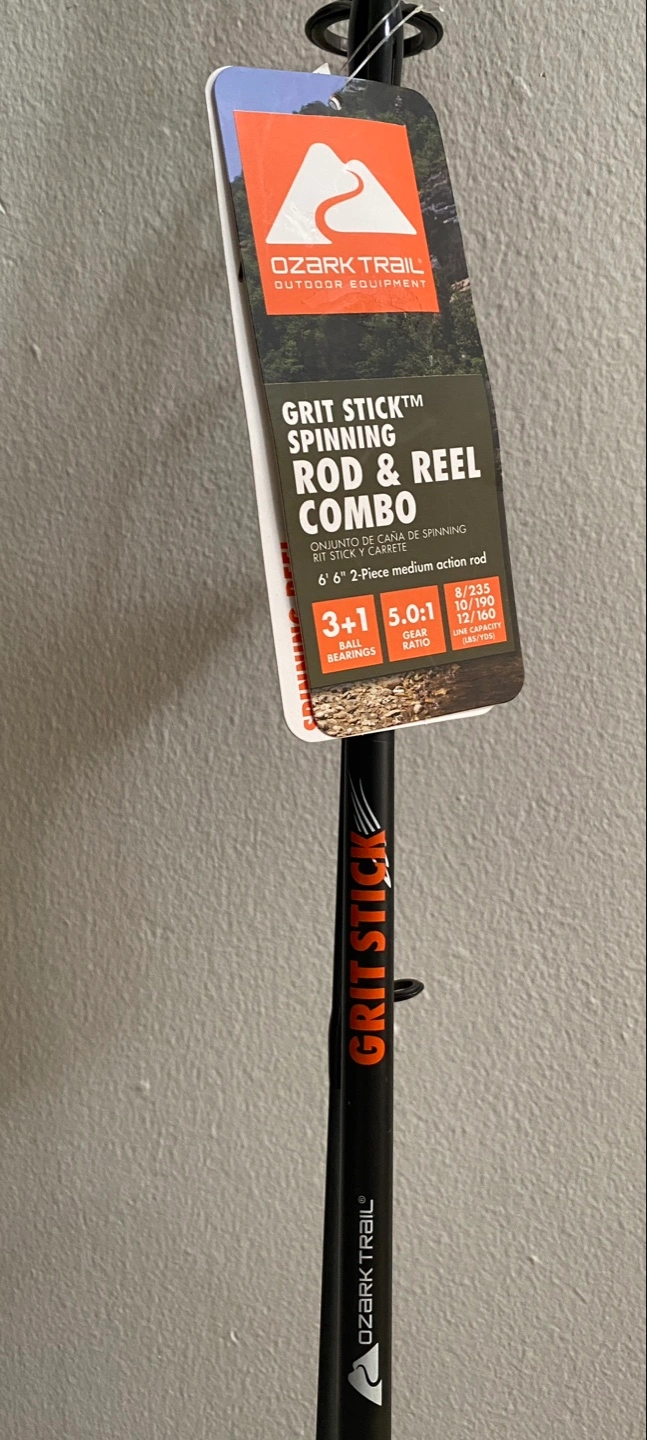 OZARK TRAIL
OUTDOOR EQUIPMENT
GRIT STICK™
SPINNING
ROD & REEL
COMBO
ONJUNTO DE CAÑA DE SPINNING
RIT STICK Y CARRETE
6' 6" 2-Piece medium action rod
3+1
BALL
BEARINGS
5.0:1
GEAR
RATIO
8/235
10/190
12/160
LINE CAPACITY
(LBS/YDS)
SPINNING REEL
GRIT STICK
OZARK TRAIL®